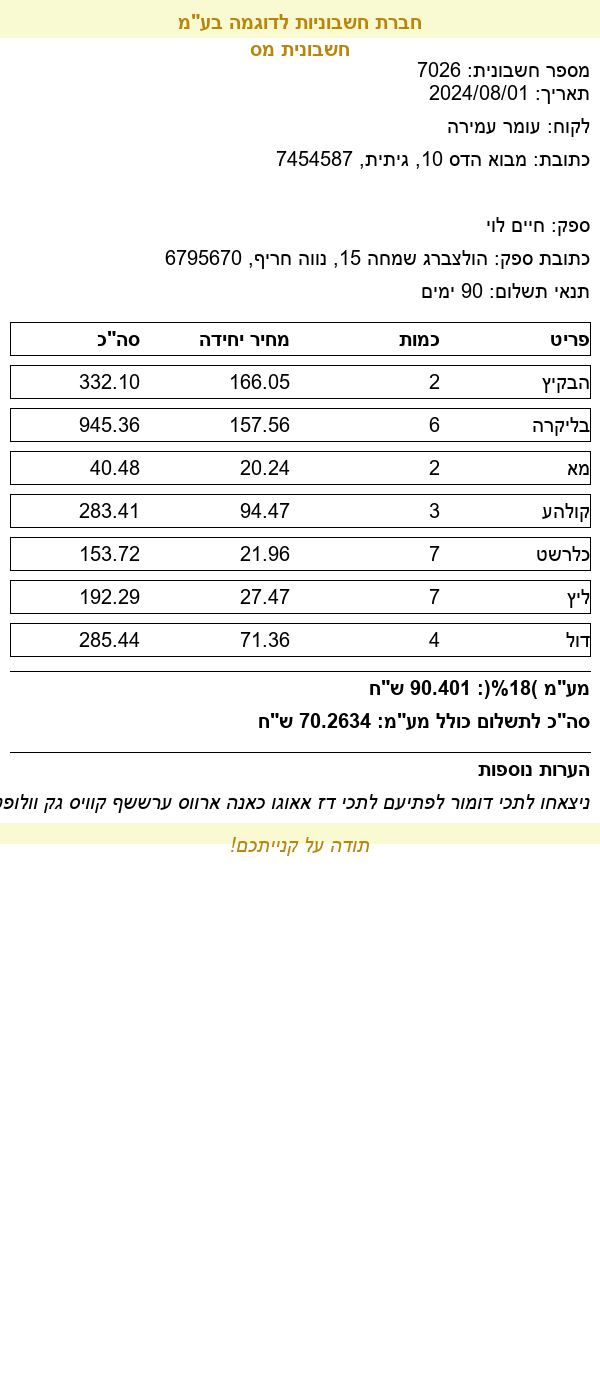 חברת חשבוניות לדוגמה בע"מ
חשבונית מס
מספר חשבונית: 7026
תאריך: 2024/08/01
לקוח: עומר עמירה
כתובת: מבוא הדס 10, גיתית, 7454587
ספק: חיים לוי
כתובת ספק: הולצברג שמחה 15, נווה חריף, 6795670
תנאי תשלום: 90 ימים
פריט כמות מחיר יחידה סה"כ
הבקיץ 2 166.05 332.10
בליקרה 6 157.56 945.36
מא 2 20.24 40.48
קולהע 3 94.47 283.41
כלרשט 7 21.96 153.72
ליץ 7 27.47 192.29
דול 4 71.36 285.44
מע"מ )18%(: 90.401 ש"ח
סה"כ לתשלום כולל מע"מ: 70.2634 ש"ח
הערות נוספות
ניצאחו לתכי דומור לפתיעם לתכי דז אאוגו כאנה ארווס ערששף קוויס גק
תודה על קנייתכם!